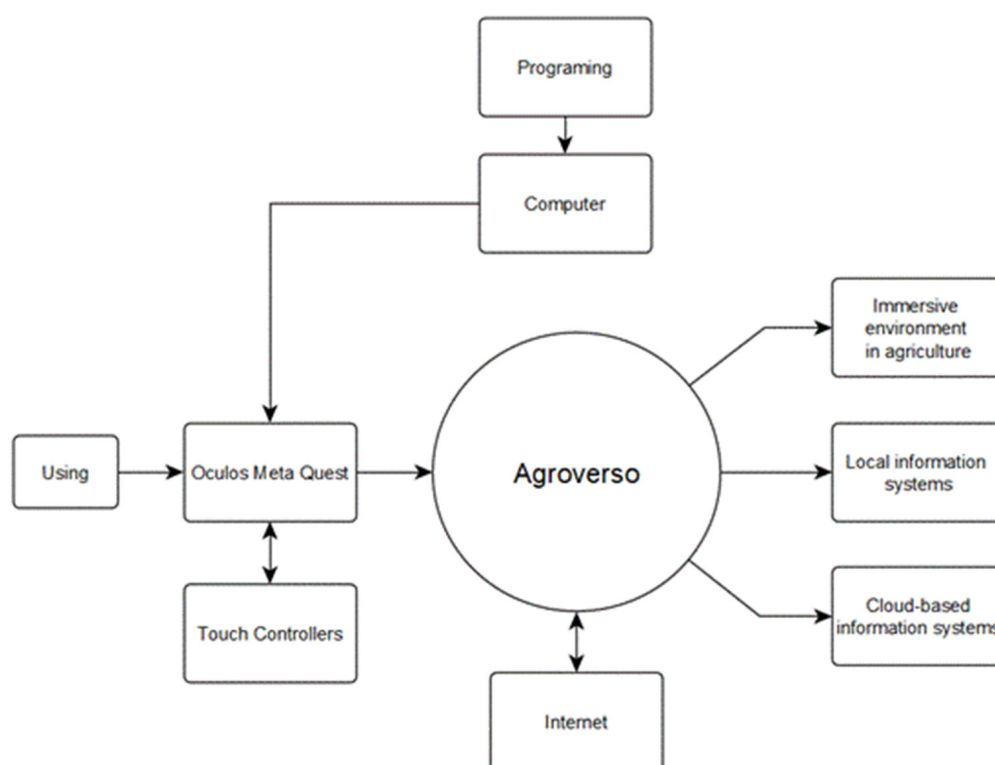 Programing
Computer
Immersive
environment
in agriculture
Using
Oculos Meta Quest
Agroverso
Local information
systems
Touch Controllers
Cloud-based
information systems
Internet